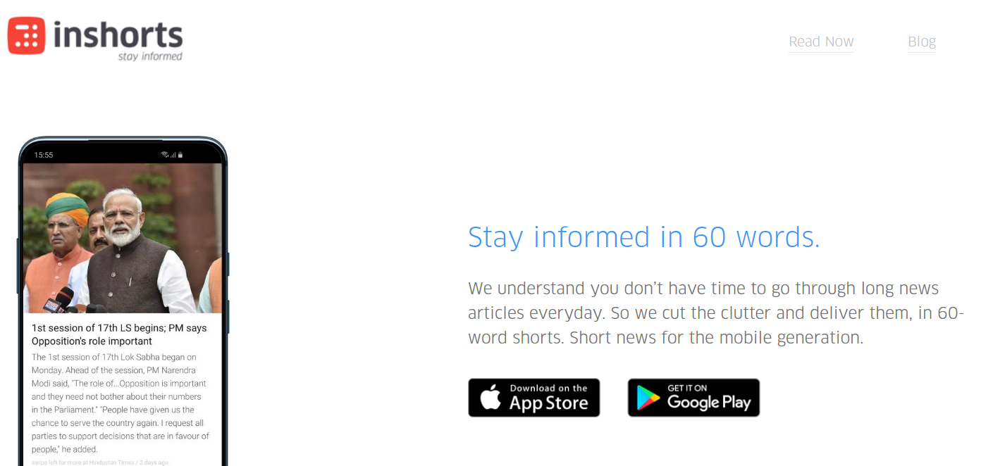 inshorts
stay informed
Read Now
Blog
15:55
1st session of 17th LS begins; PM says
Opposition's role important
The 1st session of 17th Lok Sabha began on
Monday. Ahead of the session, PM Narendra
Modi said, "The role of...Opposition is important
and they need not bother about their numbers
in the Parliament." "People have given us the
chance to serve the country again. I request all
parties to support decisions that are in favour of
people," he added.
swipe left for more at Hindustan Times / 2 days ago
Stay informed in 60 words.
We understand you don’t have time to go through long news
articles everyday. So we cut the clutter and deliver them, in 60-
word shorts. Short news for the mobile generation.
Download on the
App Store
GET IT ON
Google Play